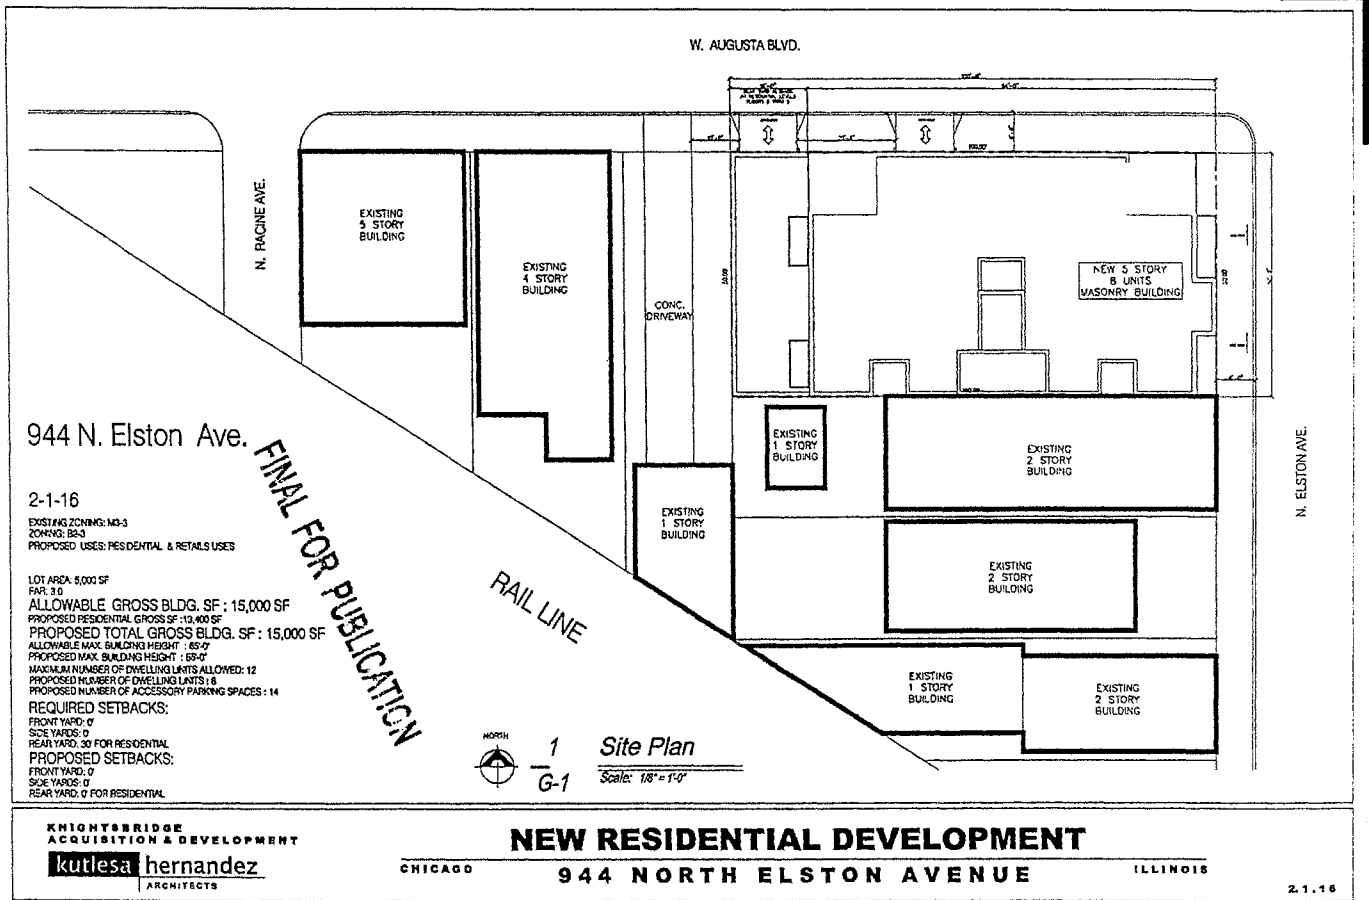 W. AUGUSTA BLVD.
N. RACINE AVE.
EXISTING
5 STORY
BUILDING
EXISTING
4 STORY
BUILDING
CONC.
DRIVEWAY
NEW 5 STORY
8 UNITS
MASONRY BUILDING
EXISTING
1 STORY
BUILDING
EXISTING
2 STORY
BUILDING
EXISTING
1 STORY
BUILDING
EXISTING
2 STORY
BUILDING
EXISTING
1 STORY
BUILDING
EXISTING
2 STORY
BUILDING
N. ELSTON AVE.
RAIL LINE
944 N. Elston Ave.
FINAL FOR PUBLICATION
2-1-16
EXISTING ZONING: M3-3
ZONING: B2-3
PROPOSED USES: RESIDENTIAL & RETAILS USES
LOT AREA: 5,000 SF
FAR: 3.0
ALLOWABLE GROSS BLDG. SF : 15,000 SF
PROPOSED RESIDENTIAL GROSS SF :13,400 SF
PROPOSED TOTAL GROSS BLDG. SF : 15,000 SF
ALLOWABLE MAX. BUILDING HEIGHT : 65'-0"
PROPOSED MAX. BUILDING HEIGHT :
MAXIMUM NUMBER OF DWELLING UNITS ALLOWED: 12
PROPOSED NUMBER OF DWELLING UNITS : 8
PROPOSED NUMBER OF ACCESSORY PARKING SPACES : 14
REQUIRED SETBACKS:
FRONT YARD: 0'
SIDE YARDS: 0'
REAR YARD: 30' FOR RESIDENTIAL
PROPOSED SETBACKS:
FRONT YARD: 0'
SIDE YARDS: 0'
REAR YARD: 0' FOR RESIDENTIAL
NORTH
1
G-1
Site Plan
Scale: 1/8" = 1'-0"
KNIGHTSBRIDGE
ACQUISITION & DEVELOPMENT
kutlesa hernandez
ARCHITECTS
NEW RESIDENTIAL DEVELOPMENT
CHICAGO
ILLINOIS
944 NORTH ELSTON AVENUE
2.1.16